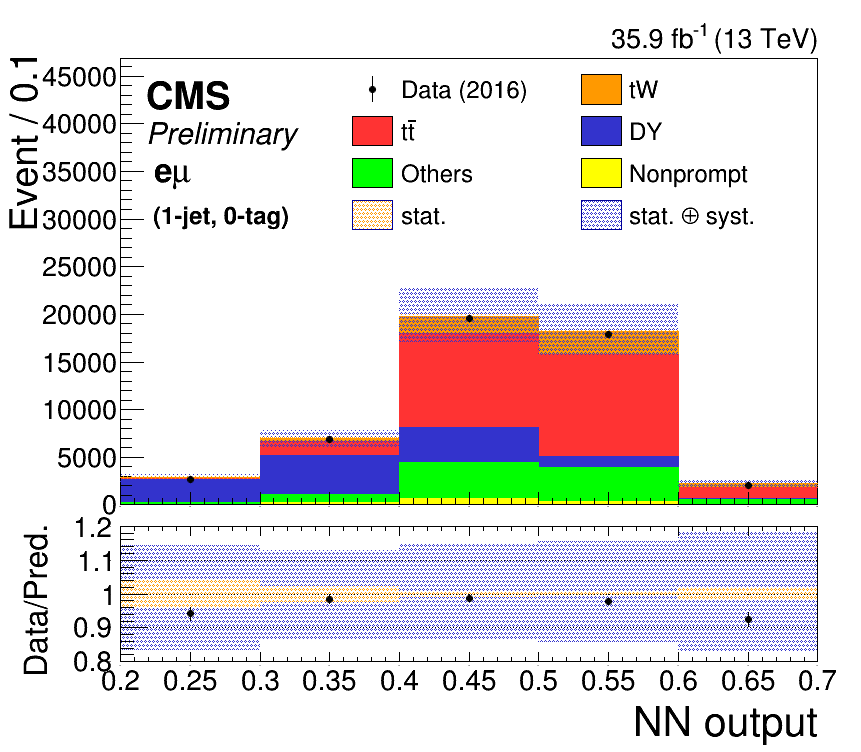 35.9 fb⁻¹ (13 TeV)
Event / 0.1
45000
40000
35000
30000
25000
20000
15000
10000
5000
0
CMS
Preliminary
eμ
(1-jet, 0-tag)
Data (2016)
tW
tt̄
DY
Others
Nonprompt
stat.
stat. ⊕ syst.
Data/Pred.
1.2
1.1
1
0.9
0.8
0.2 0.25 0.3 0.35 0.4 0.45 0.5 0.55 0.6 0.65 0.7
NN output